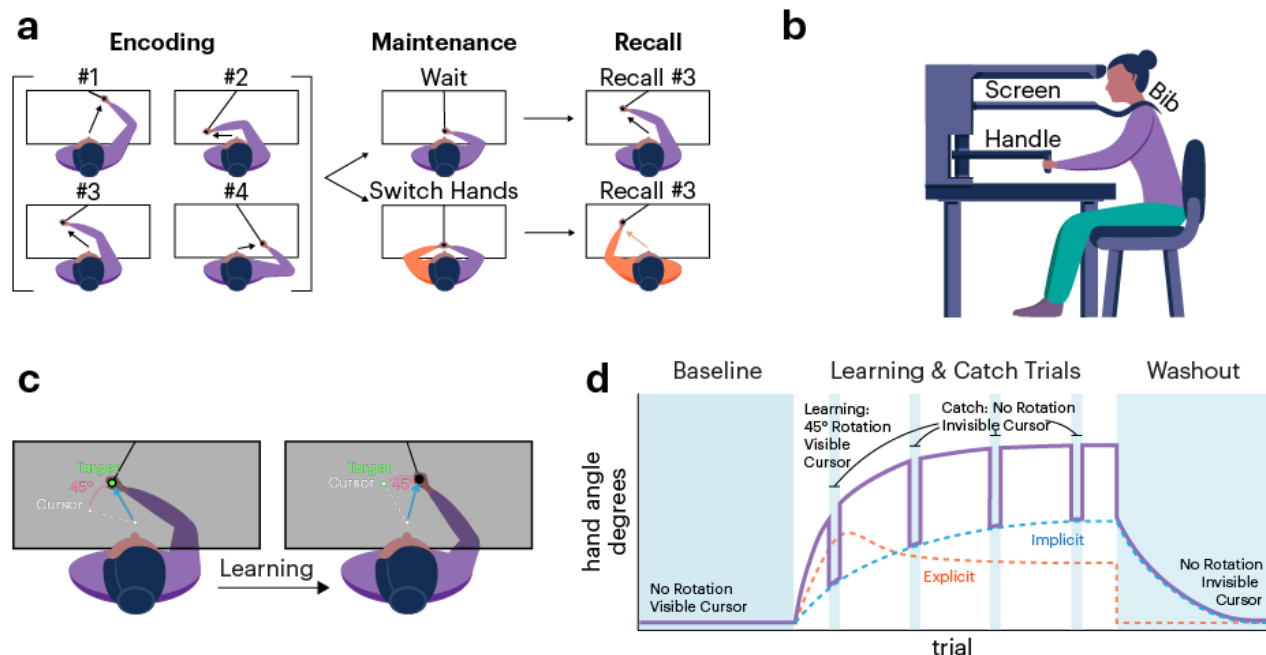 a
Encoding
Maintenance
Recall
#1
#2
Wait
Recall #3
#3
#4
Switch Hands
Recall #3
b
Screen
Bib
Handle
c
Target
45°
Cursor
Learning
Target
Cursor
45°
d
Baseline
Learning & Catch Trials
Washout
Learning:
45° Rotation
Visible
Cursor
Catch: No Rotation
Invisible Cursor
hand angle
degrees
Implicit
Explicit
No Rotation
Visible Cursor
No Rotation
Invisible
Cursor
trial